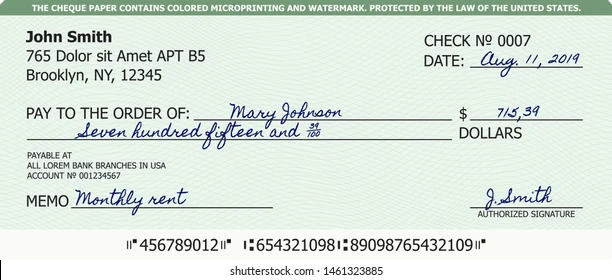 THE CHEQUE PAPER CONTAINS COLORED MICROPRINTING AND WATERMARK. PROTECTED BY THE LAW OF THE UNITED STATES.
John Smith
765 Dolor sit Amet APT B5
Brooklyn, NY, 12345
CHECK № 0007
DATE: Aug. 11, 2019
PAY TO THE ORDER OF: Mary Johnson $ 715,39
Seven hundred fifteen and 39/100 DOLLARS
PAYABLE AT
ALL LOREM BANK BRANCHES IN USA
ACCOUNT № 001234567
MEMO Monthly rent J.Smith
AUTHORIZED SIGNATURE
⑈456789012⑈ ⑆654321098⑆89098765432109⑈
shutterstock.com · 1461323885